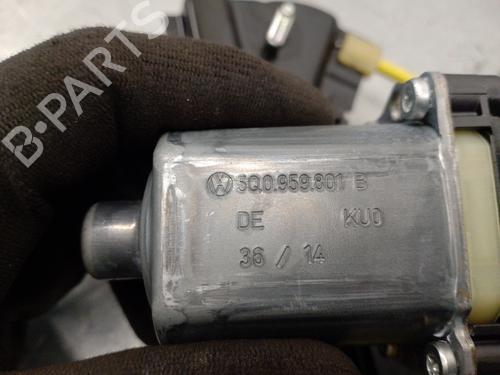 B-PARTS
5Q0.959.801 B
DE KU0
36 / 14